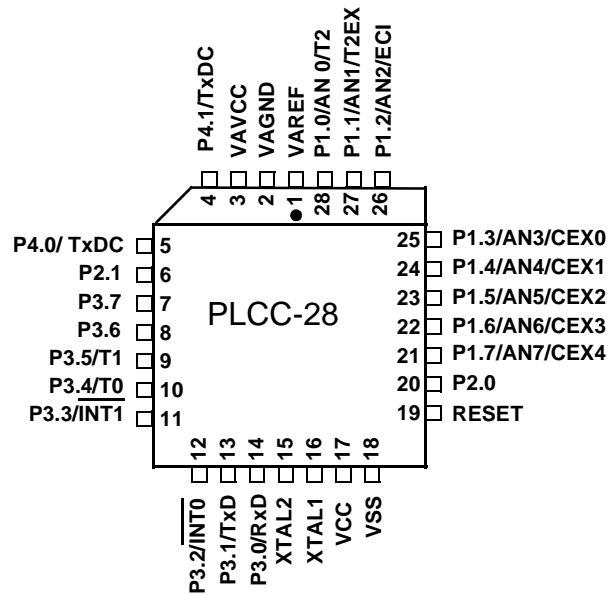 P4.1/TxDC
VAVCC
VAGND
VAREF
P1.0/AN 0/T2
P1.1/AN1/T2EX
P1.2/AN2/ECI
4
3
2
1
28
27
26
P4.0/ TxDC
5
P2.1
6
P3.7
7
P3.6
8
P3.5/T1
9
P3.4/T0
10
P3.3/INT1
11
PLCC-28
25
P1.3/AN3/CEX0
24
P1.4/AN4/CEX1
23
P1.5/AN5/CEX2
22
P1.6/AN6/CEX3
21
P1.7/AN7/CEX4
20
P2.0
19
RESET
12
13
14
15
16
17
18
P3.2/INT0
P3.1/TxD
P3.0/RxD
XTAL2
XTAL1
VCC
VSS